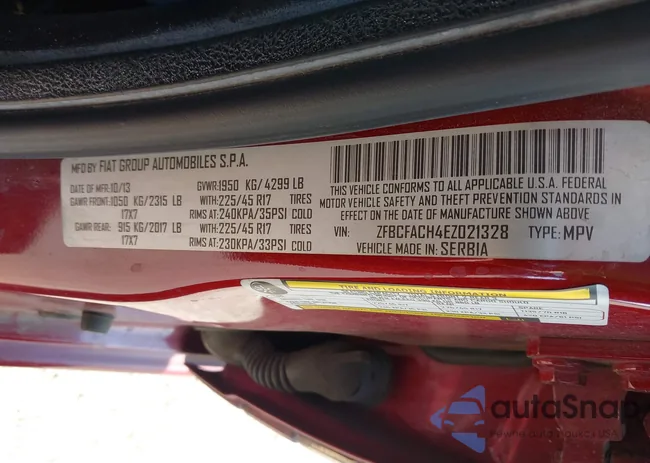 MFD BY FIAT GROUP AUTOMOBILES S.P.A.
DATE OF MFR: 10/13 GVWR: 1950 KG/ 4299 LB
GAWR FRONT: 1050 KG/ 2315 LB WITH 225/45 R17 TIRES
17X7 RIMS AT: 240KPA/35PSI COLD
GAWR REAR: 915 KG/ 2017 LB WITH 225/45 R17 TIRES
17X7 RIMS AT: 230KPA/33PSI COLD
THIS VEHICLE CONFORMS TO ALL APPLICABLE U.S.A. FEDERAL
MOTOR VEHICLE SAFETY AND THEFT PREVENTION STANDARDS IN
EFFECT ON THE DATE OF MANUFACTURE SHOWN ABOVE.
VIN: ZFBCFACH4EZ021328 TYPE: MPV
VEHICLE MADE IN: SERBIA
TIRE AND LOADING INFORMATION
SPARE
autoSnap